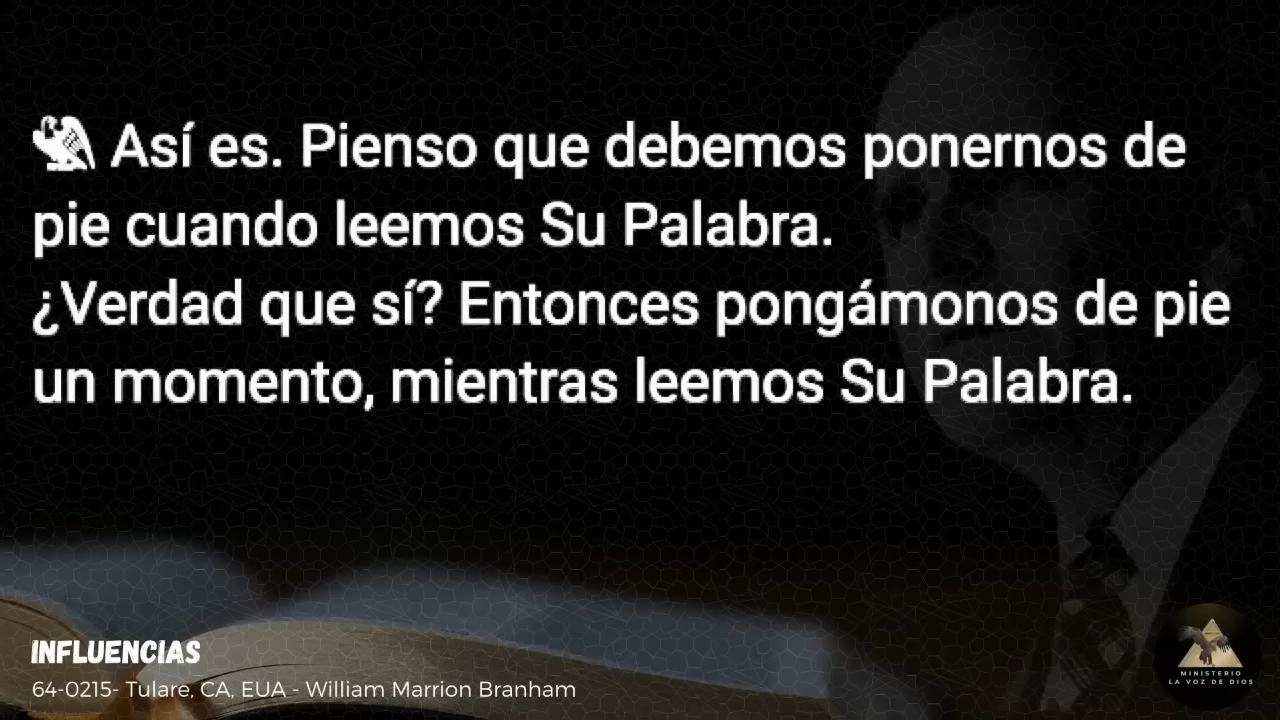 Así es. Pienso que debemos ponernos de
pie cuando leemos Su Palabra.
¿Verdad que sí? Entonces pongámonos de pie
un momento, mientras leemos Su Palabra.
INFLUENCIAS
64-0215- Tulare, CA, EUA - William Marrion Branham
MINISTERIO
LA VOZ DE DIOS